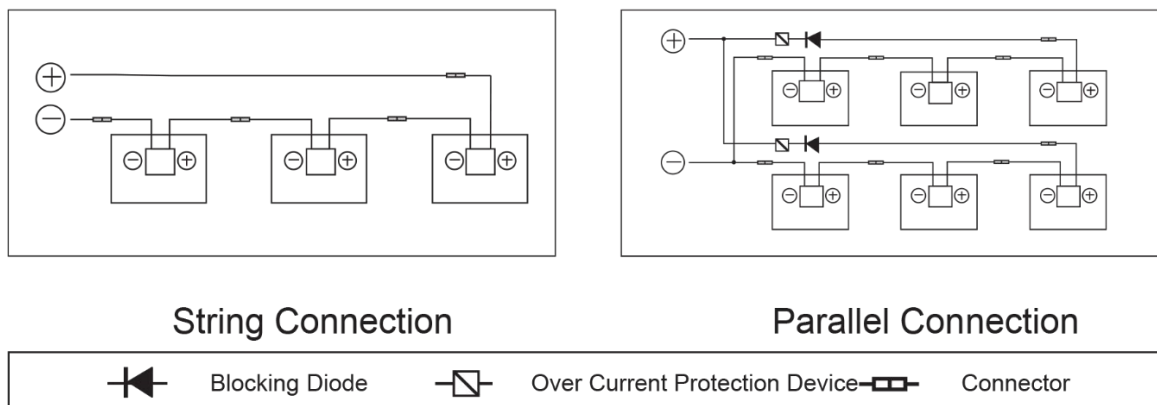 String Connection
Parallel Connection
Blocking Diode
Over Current Protection Device
Connector